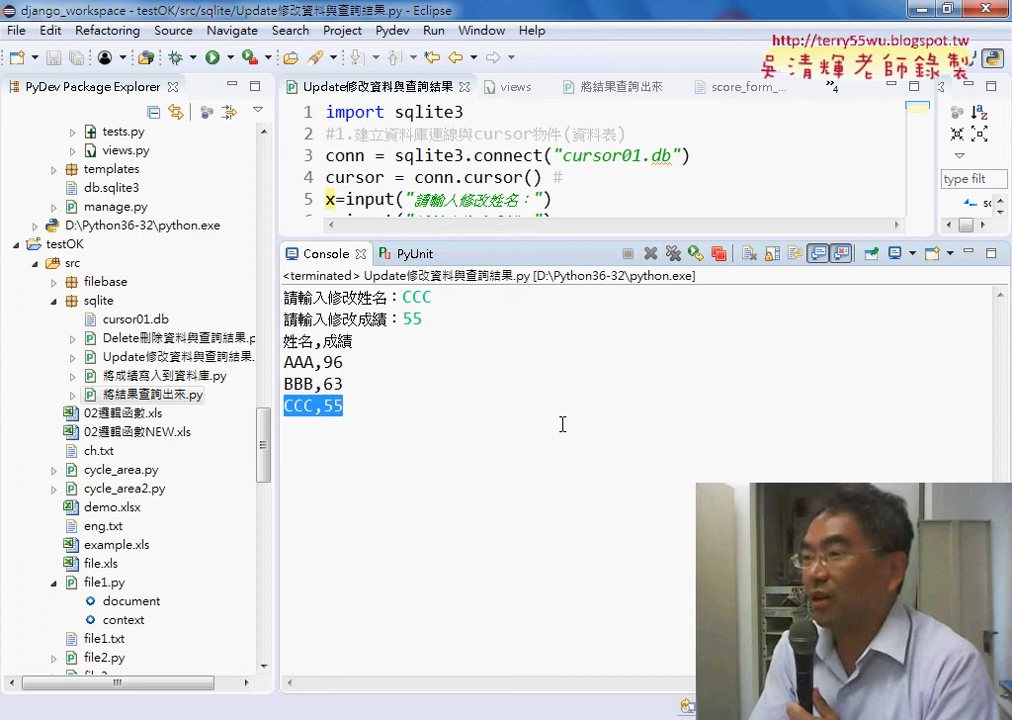 django_workspace - testOK/src/sqlite/Update修改資料與查詢結果.py - Eclipse
File Edit Refactoring Source Navigate Search Project Pydev Run Window Help
http://terry55wu.blogspot.tw
吳清輝老師錄製
PyDev Package Explorer
tests.py
views.py
templates
db.sqlite3
manage.py
D:\Python36-32\python.exe
testOK
src
filebase
sqlite
cursor01.db
Delete刪除資料與查詢結果.p
Update修改資料與查詢結果.
將成績寫入到資料庫.py
將結果查詢出來.py
02邏輯函數.xls
02邏輯函數NEW.xls
ch.txt
cycle_area.py
cycle_area2.py
demo.xlsx
eng.txt
example.xls
file.xls
file1.py
document
context
file1.txt
file2.py
Update修改資料與查詢結果 views 將結果查詢出來 score_form_... 4
1 import sqlite3
2 #1.建立資料庫連線與cursor物件(資料表)
3 conn = sqlite3.connect("cursor01.db")
4 cursor = conn.cursor() #
5 x=input("請輸入修改姓名：")
type filt
Console PyUnit
<terminated> Update修改資料與查詢結果.py [D:\Python36-32\python.exe]
請輸入修改姓名：CCC
請輸入修改成績：55
姓名,成績
AAA,96
BBB,63
CCC,55